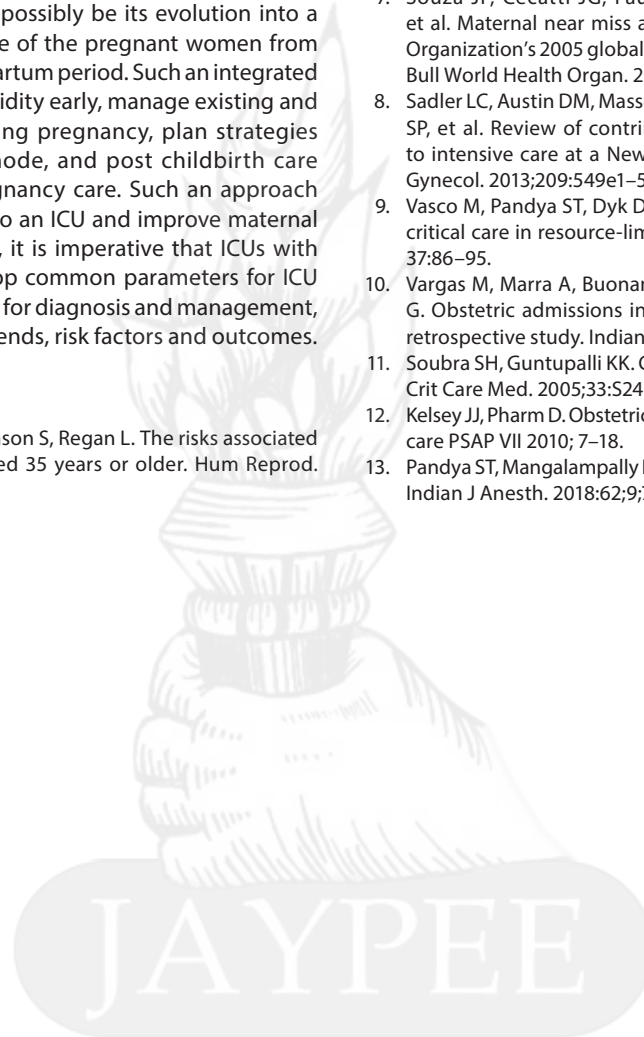 possibly be its evolution into a
e of the pregnant women from
artum period. Such an integrated
idity early, manage existing and
ing pregnancy, plan strategies
node, and post childbirth care
gnancy care. Such an approach
o an ICU and improve maternal
, it is imperative that ICUs with
op common parameters for ICU
for diagnosis and management,
ends, risk factors and outcomes.
son S, Regan L. The risks associated
ed 35 years or older. Hum Reprod.
et al. Maternal near miss a
Organization's 2005 global
Bull World Health Organ. 2
8. Sadler LC, Austin DM, Mass
SP, et al. Review of contri
to intensive care at a New
Gynecol. 2013;209:549e1–5
9. Vasco M, Pandya ST, Dyk D
critical care in resource-lim
37:86–95.
10. Vargas M, Marra A, Buonan
G. Obstetric admissions in
retrospective study. Indian
11. Soubra SH, Guntupalli KK. C
Crit Care Med. 2005;33:S24
12. Kelsey JJ, Pharm D. Obstetric
care PSAP VII 2010; 7–18.
13. Pandya ST, Mangalampally
Indian J Anesth. 2018:62;9;
JAYPEE